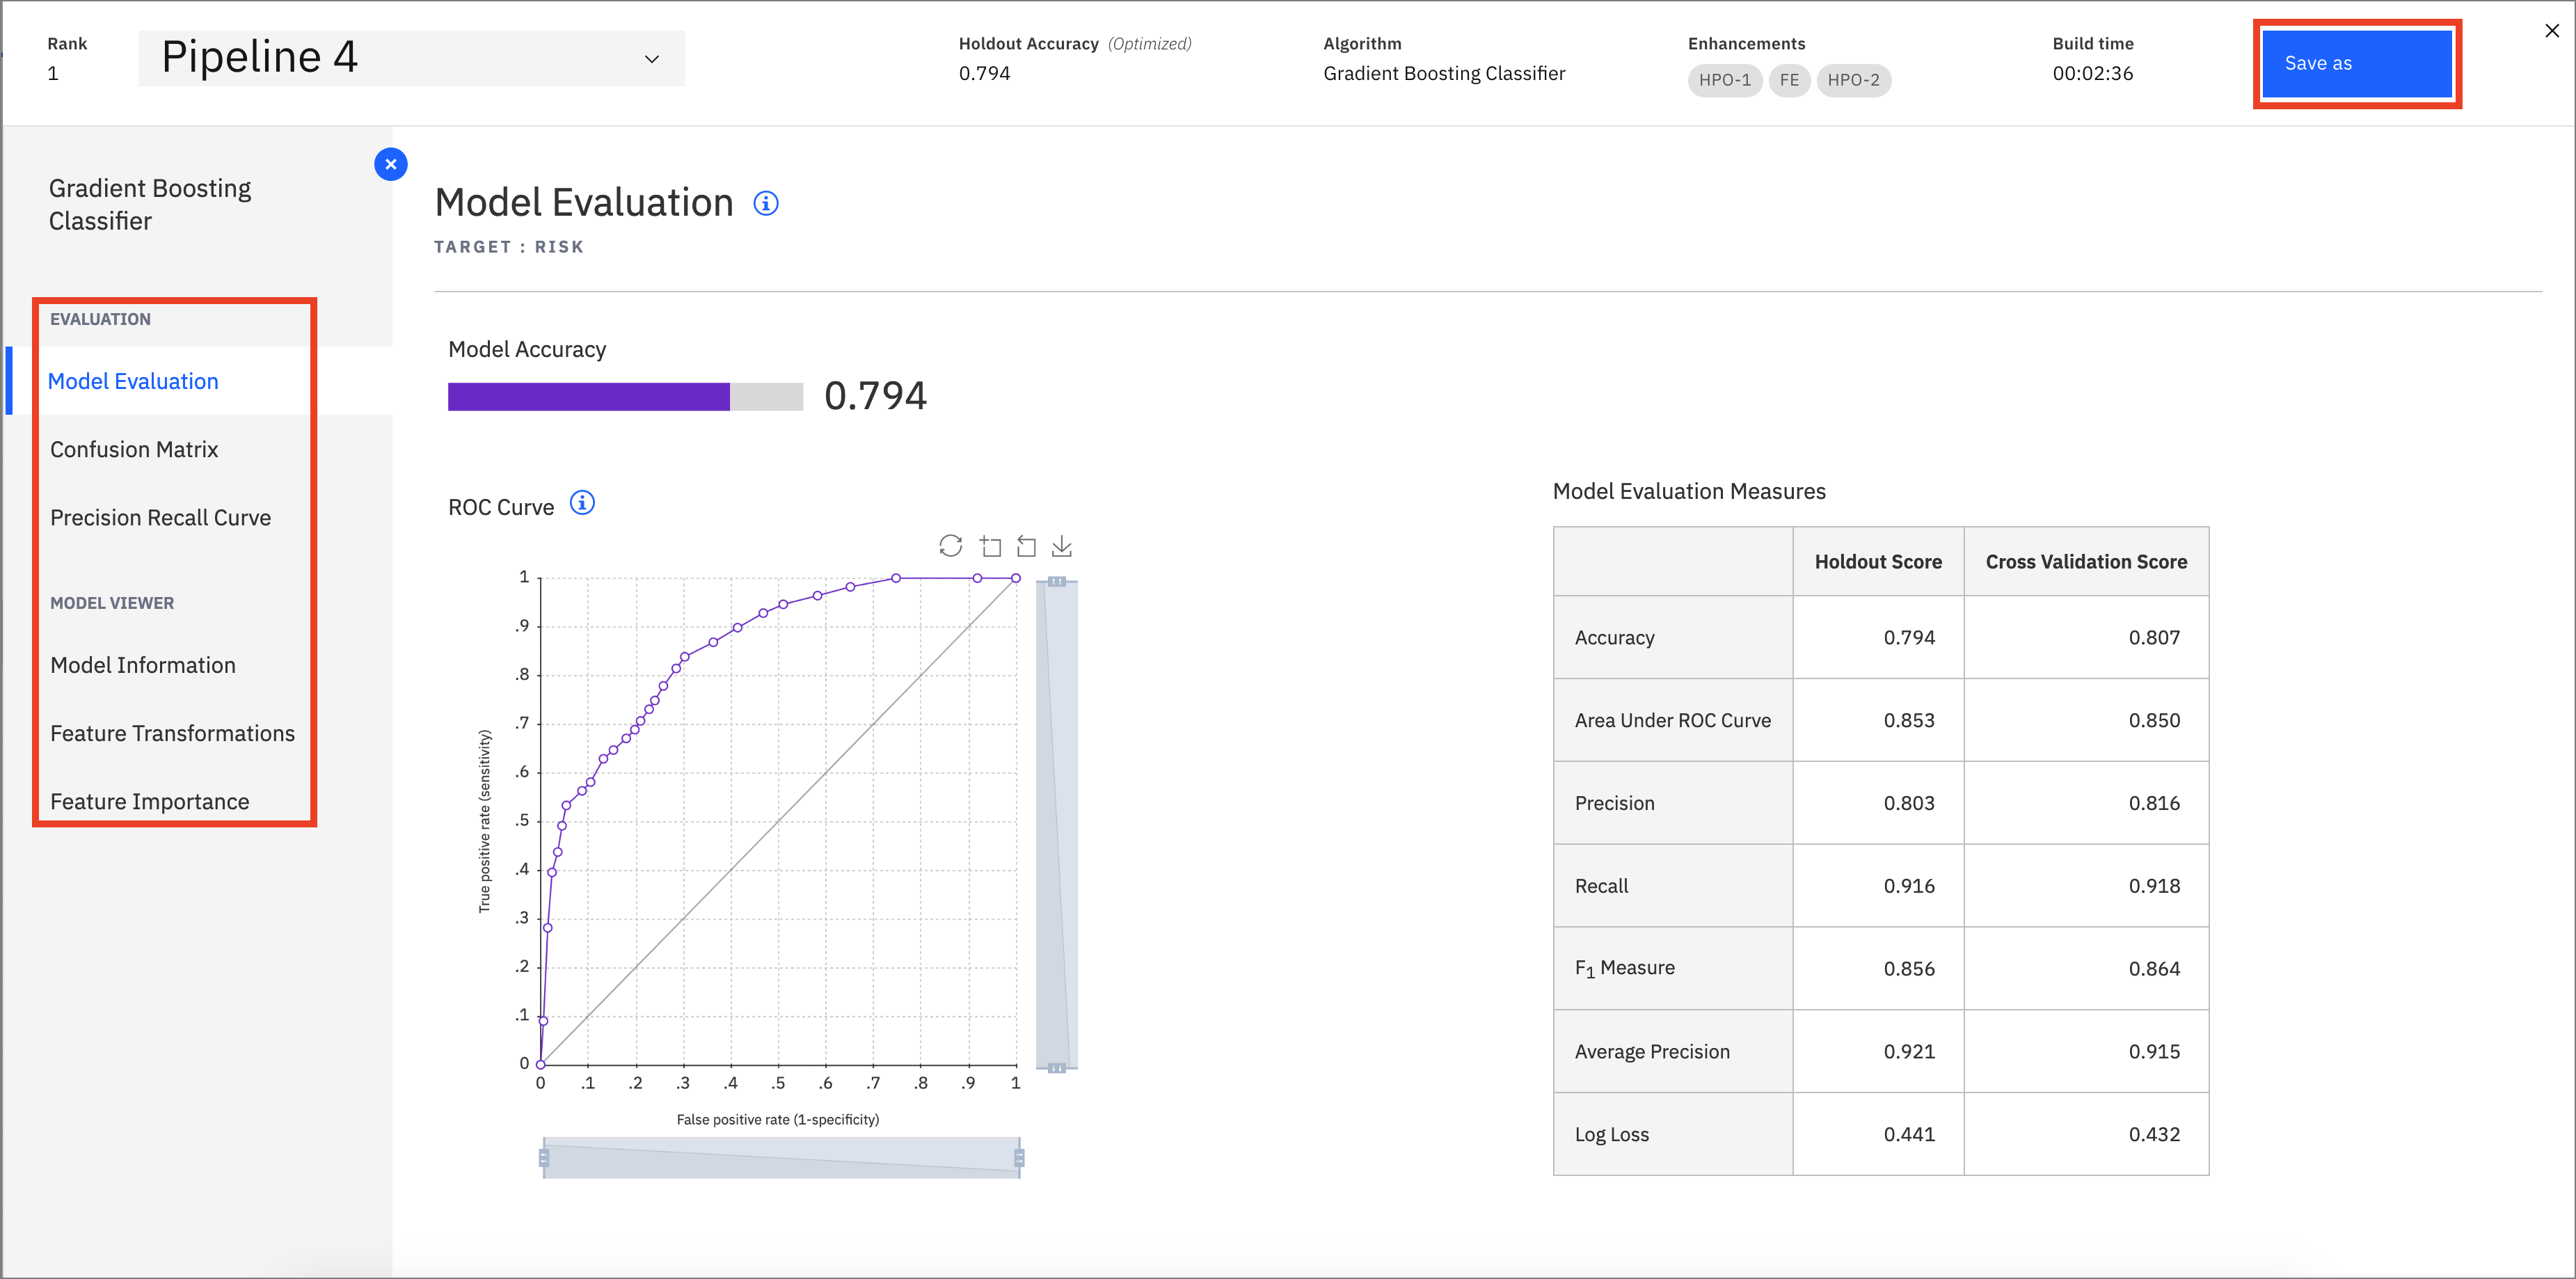 Rank
1
Pipeline 4
Holdout Accuracy (Optimized)
0.794
Algorithm
Gradient Boosting Classifier
Enhancements
HPO-1 FE HPO-2
Build time
00:02:36
Save as
Gradient Boosting
Classifier
EVALUATION
Model Evaluation
Confusion Matrix
Precision Recall Curve
MODEL VIEWER
Model Information
Feature Transformations
Feature Importance
Model Evaluation
TARGET : RISK
Model Accuracy
0.794
ROC Curve
1
.9
.8
.7
.6
.5
.4
.3
.2
.1
0
True positive rate (sensitivity)
0 .1 .2 .3 .4 .5 .6 .7 .8 .9 1
False positive rate (1-specificity)
Model Evaluation Measures
Holdout Score Cross Validation Score
Accuracy 0.794 0.807
Area Under ROC Curve 0.853 0.850
Precision 0.803 0.816
Recall 0.916 0.918
F1 Measure 0.856 0.864
Average Precision 0.921 0.915
Log Loss 0.441 0.432